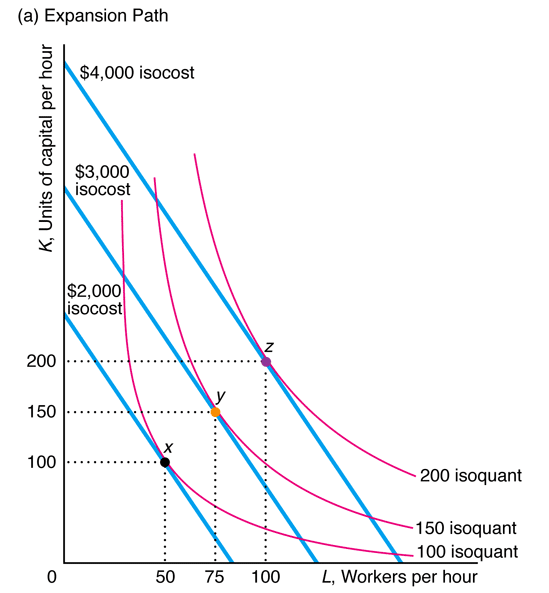 (a) Expansion Path
K, Units of capital per hour
$4,000 isocost
$3,000
isocost
$2,000
isocost
z
200
y
150
x
100
200 isoquant
150 isoquant
100 isoquant
0
50
75
100
L, Workers per hour